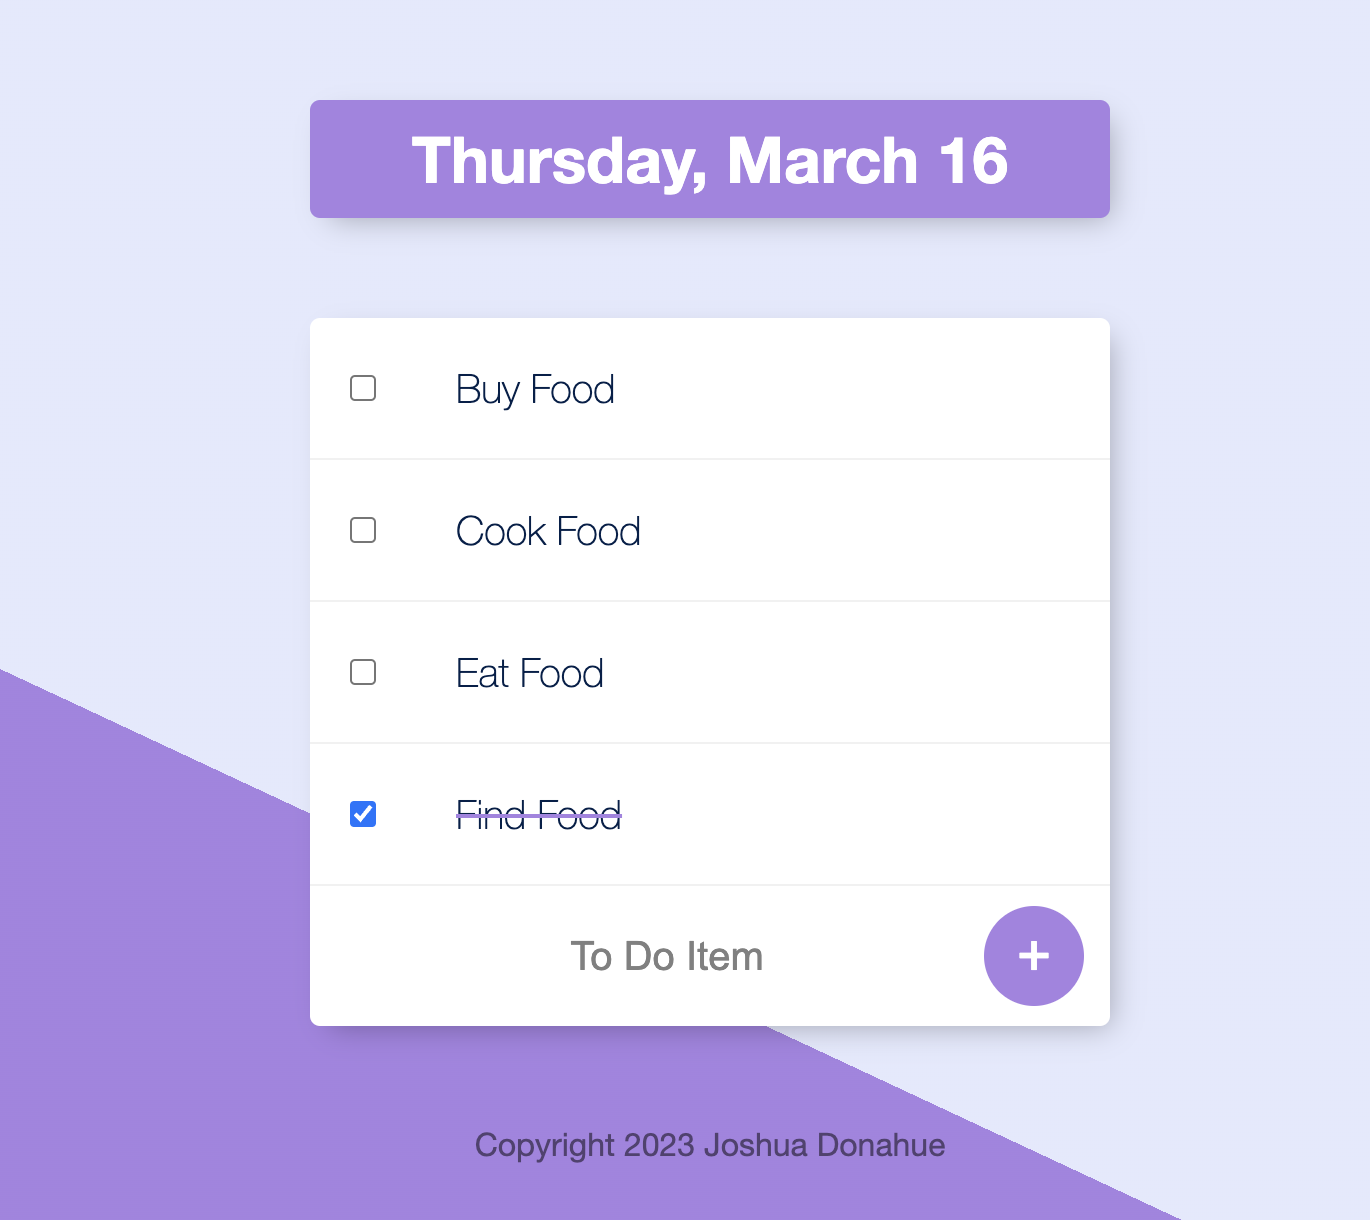 Thursday, March 16
Buy Food
Cook Food
Eat Food
Find Food
To Do Item
+
Copyright 2023 Joshua Donahue